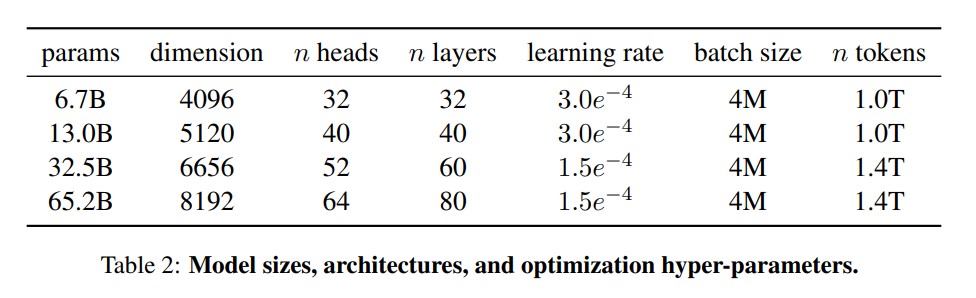 params dimension n heads n layers learning rate batch size n tokens
6.7B 4096 32 32 3.0e⁻⁴ 4M 1.0T
13.0B 5120 40 40 3.0e⁻⁴ 4M 1.0T
32.5B 6656 52 60 1.5e⁻⁴ 4M 1.4T
65.2B 8192 64 80 1.5e⁻⁴ 4M 1.4T
Table 2: Model sizes, architectures, and optimization hyper-parameters.